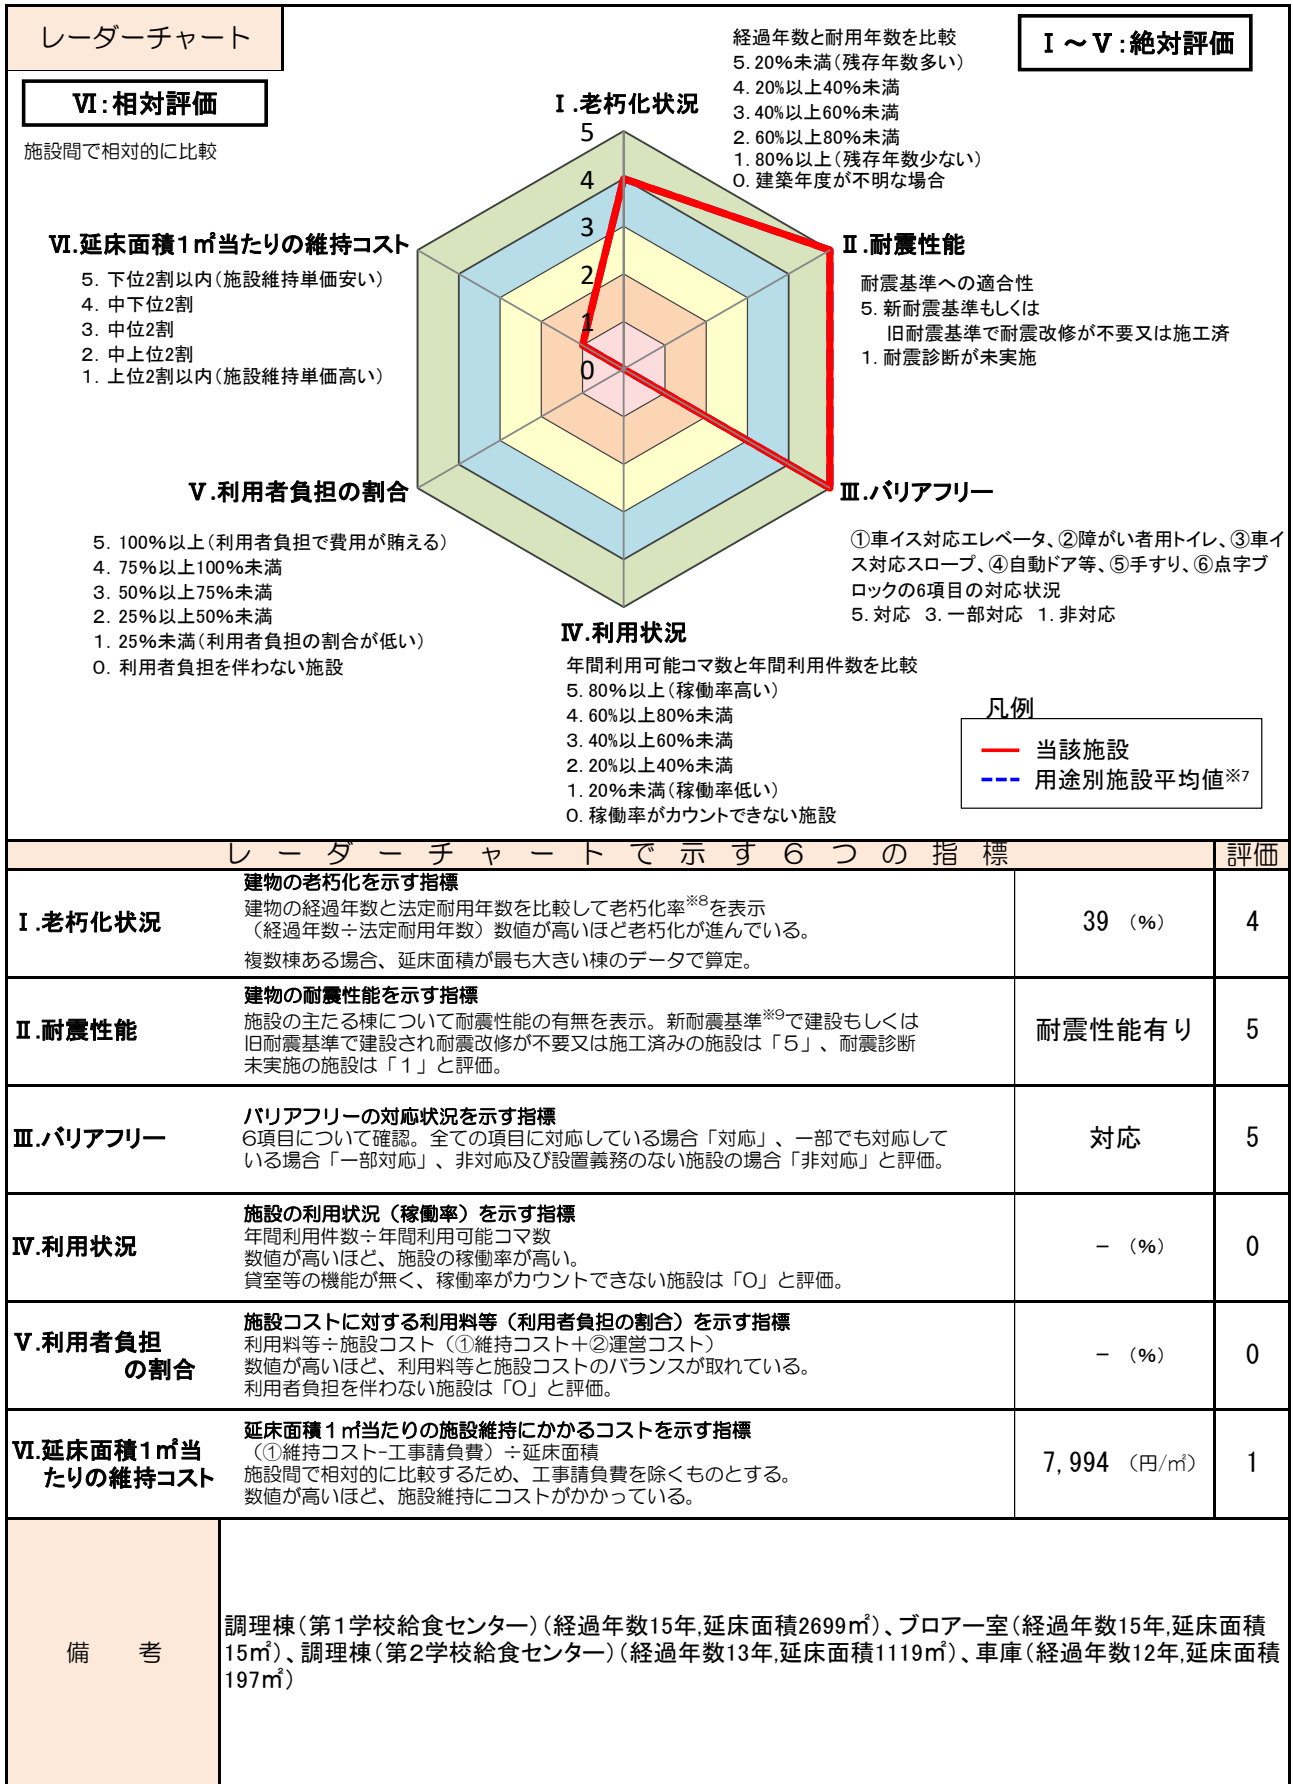 レーダーチャート
Ⅰ～Ⅴ:絶対評価
Ⅵ:相対評価
施設間で相対的に比較
Ⅰ.老朽化状況
経過年数と耐用年数を比較
5.20%未満(残存年数多い)
4.20%以上40%未満
3.40%以上60%未満
2.60%以上80%未満
1.80%以上(残存年数少ない)
0.建築年度が不明な場合
5
4
3
2
1
0
Ⅱ.耐震性能
耐震基準への適合性
5.新耐震基準もしくは
旧耐震基準で耐震改修が不要又は施工済
1.耐震診断が未実施
Ⅵ.延床面積1㎡当たりの維持コスト
5.下位2割以内(施設維持単価安い)
4.中下位2割
3.中位2割
2.中上位2割
1.上位2割以内(施設維持単価高い)
Ⅲ.バリアフリー
①車イス対応エレベータ、②障がい者用トイレ、③車イ
ス対応スロープ、④自動ドア等、⑤手すり、⑥点字ブ
ロックの6項目の対応状況
5.対応 3.一部対応 1.非対応
Ⅴ.利用者負担の割合
5.100%以上(利用者負担で費用が賄える)
4.75%以上100%未満
3.50%以上75%未満
2.25%以上50%未満
1.25%未満(利用者負担の割合が低い)
0.利用者負担を伴わない施設
Ⅳ.利用状況
年間利用可能コマ数と年間利用件数を比較
5.80%以上(稼働率高い)
4.60%以上80%未満
3.40%以上60%未満
2.20%以上40%未満
1.20%未満(稼働率低い)
0.稼働率がカウントできない施設
凡例
当該施設
用途別施設平均値※7
レーダーチャートで示す6つの指標 評価
Ⅰ.老朽化状況
建物の老朽化を示す指標
建物の経過年数と法定耐用年数を比較して老朽化率※8を表示
(経過年数÷法定耐用年数)数値が高いほど老朽化が進んでいる。
複数棟ある場合、延床面積が最も大きい棟のデータで算定。
39 (%) 4
Ⅱ.耐震性能
建物の耐震性能を示す指標
施設の主たる棟について耐震性能の有無を表示。新耐震基準※9で建設もしくは
旧耐震基準で建設され耐震改修が不要又は施工済みの施設は「5」、耐震診断
未実施の施設は「1」と評価。
耐震性能有り 5
Ⅲ.バリアフリー
バリアフリーの対応状況を示す指標
6項目について確認。全ての項目に対応している場合「対応」、一部でも対応して
いる場合「一部対応」、非対応及び設置義務のない施設の場合「非対応」と評価。
対応 5
Ⅳ.利用状況
施設の利用状況(稼働率)を示す指標
年間利用件数÷年間利用可能コマ数
数値が高いほど、施設の稼働率が高い。
貸室等の機能が無く、稼働率がカウントできない施設は「0」と評価。
- (%) 0
Ⅴ.利用者負担
の割合
施設コストに対する利用料等(利用者負担の割合)を示す指標
利用料等÷施設コスト(①維持コスト+②運営コスト)
数値が高いほど、利用料等と施設コストのバランスが取れている。
利用者負担を伴わない施設は「0」と評価。
- (%) 0
Ⅵ.延床面積1㎡当
たりの維持コスト
延床面積1㎡当たりの施設維持にかかるコストを示す指標
(①維持コスト-工事請負費)÷延床面積
施設間で相対的に比較するため、工事請負費を除くものとする。
数値が高いほど、施設維持にコストがかかっている。
7,994 (円/㎡) 1
備 考
調理棟(第1学校給食センター)(経過年数15年,延床面積2699㎡)、ブロアー室(経過年数15年,延床面積
15㎡)、調理棟(第2学校給食センター)(経過年数13年,延床面積1119㎡)、車庫(経過年数12年,延床面積
197㎡)